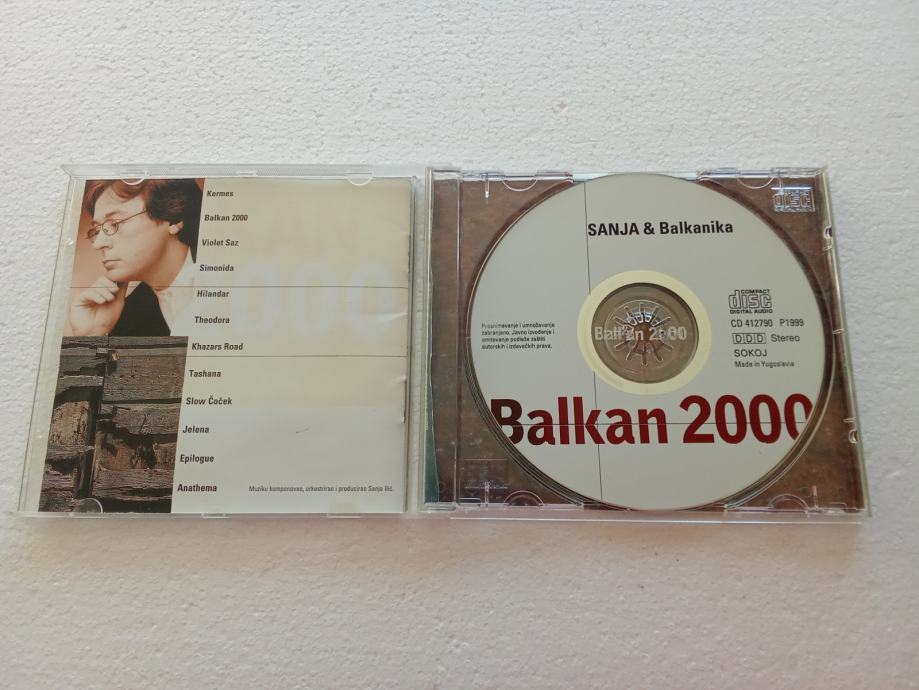 Kermes
Balkan 2000
Violet Saz
Simonida
Hilandar
Theodora
Khazars Road
Tashana
Slow Čoček
Jelena
Epilogue
Anathema
Muziku komponovao, orkestrirao i producirao Sanja Ilić.
SANJA & Balkanika
COMPACT
disc
DIGITAL AUDIO
CD 412790 P1999
DDD Stereo
SOKOJ
Made in Yugoslavia
Presnimavanje i umnožavanje
zabranjeno. Javno izvođenje i
emitovanje podleže zaštiti
autorskih i izdavačkih prava.
Balkan 2000
Balkan 2000
disc